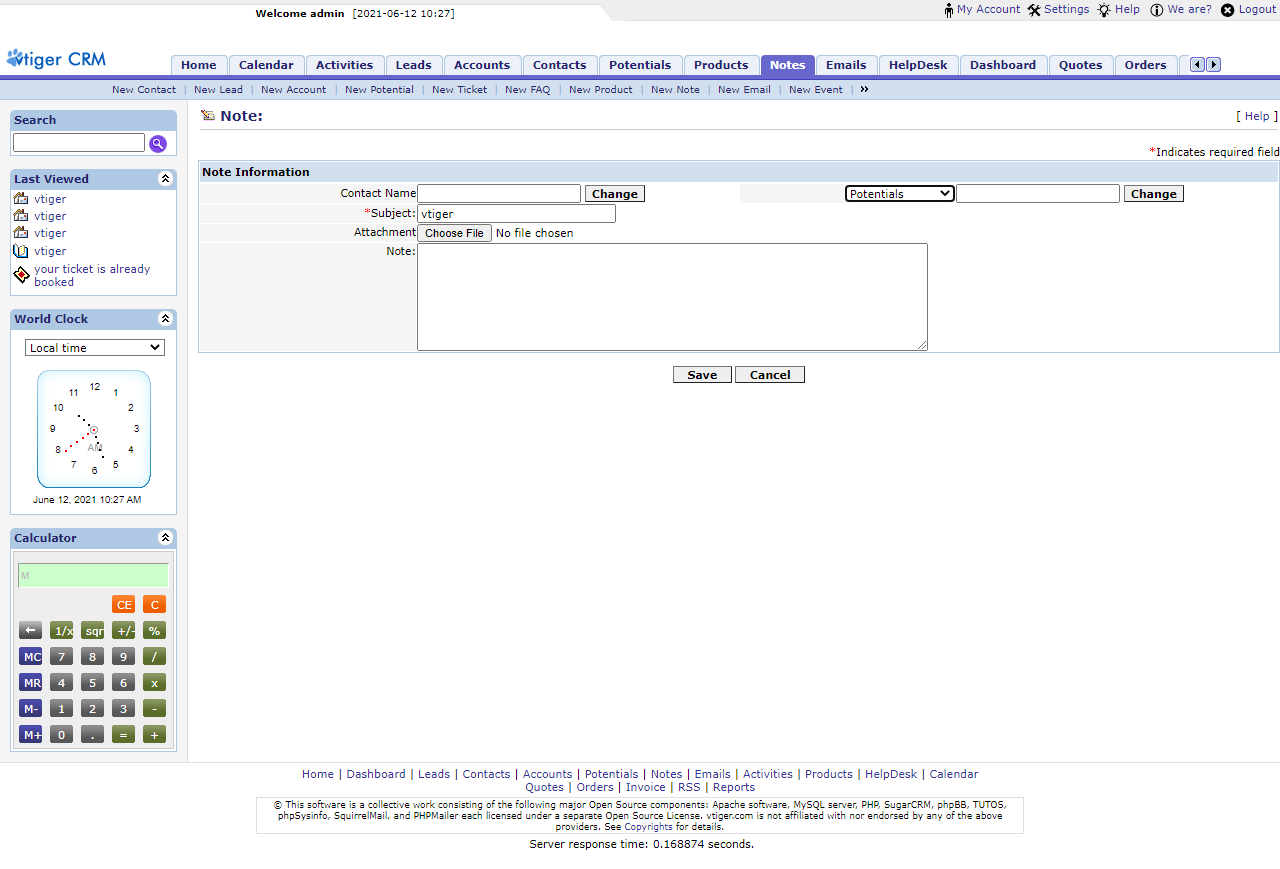 Welcome admin [2021-06-12 10:27]
My Account Settings Help We are? Logout
vtiger CRM
Home Calendar Activities Leads Accounts Contacts Potentials Products Notes Emails HelpDesk Dashboard Quotes Orders
New Contact | New Lead | New Account | New Potential | New Ticket | New FAQ | New Product | New Note | New Email | New Event | »
Search
Last Viewed
vtiger
vtiger
vtiger
vtiger
your ticket is already
booked
World Clock
Local time
12
11 1
10 2
9 3
AM
8 4
7 5
6
June 12, 2021 10:27 AM
Calculator
M
CE C
← 1/x sqr +/- %
MC 7 8 9 /
MR 4 5 6 x
M- 1 2 3 -
M+ 0 . = +
Note:
[ Help ]
*Indicates required field
Note Information
Contact Name Change Potentials Change
*Subject: vtiger
Attachment Choose File No file chosen
Note:
Save Cancel
Home | Dashboard | Leads | Contacts | Accounts | Potentials | Notes | Emails | Activities | Products | HelpDesk | Calendar
Quotes | Orders | Invoice | RSS | Reports
© This software is a collective work consisting of the following major Open Source components: Apache software, MySQL server, PHP, SugarCRM, phpBB, TUTOS,
phpSysinfo, SquirrelMail, and PHPMailer each licensed under a separate Open Source License. vtiger.com is not affiliated with nor endorsed by any of the above
providers. See Copyrights for details.
Server response time: 0.168874 seconds.